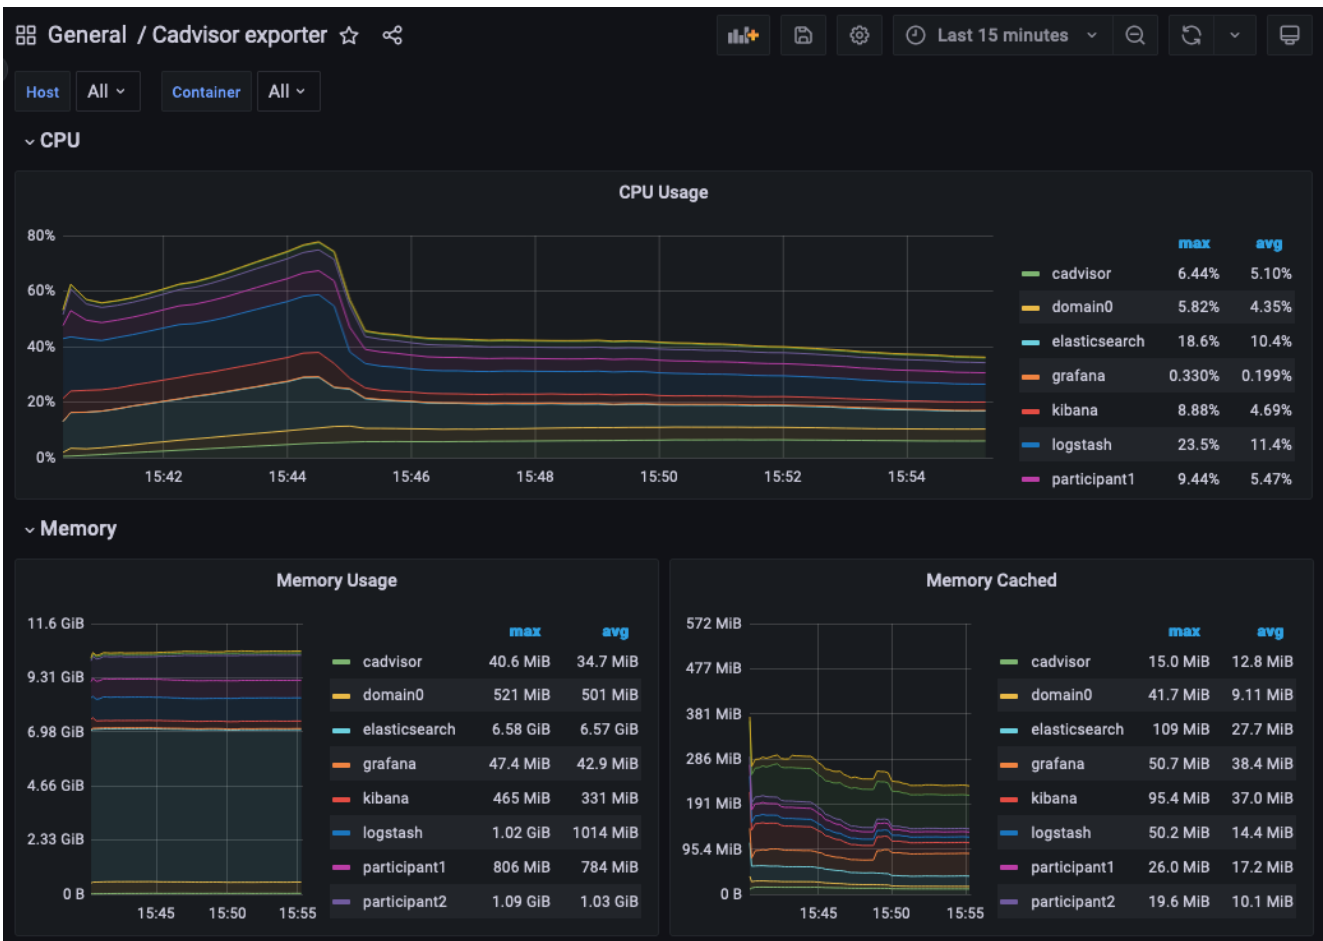 General / Cadvisor exporter
Last 15 minutes
Host All Container All
CPU
CPU Usage
80%
60%
40%
20%
0%
15:42 15:44 15:46 15:48 15:50 15:52 15:54
max avg
cadvisor 6.44% 5.10%
domain0 5.82% 4.35%
elasticsearch 18.6% 10.4%
grafana 0.330% 0.199%
kibana 8.88% 4.69%
logstash 23.5% 11.4%
participant1 9.44% 5.47%
Memory
Memory Usage
11.6 GiB
9.31 GiB
6.98 GiB
4.66 GiB
2.33 GiB
0 B
15:45 15:50 15:55
max avg
cadvisor 40.6 MiB 34.7 MiB
domain0 521 MiB 501 MiB
elasticsearch 6.58 GiB 6.57 GiB
grafana 47.4 MiB 42.9 MiB
kibana 465 MiB 331 MiB
logstash 1.02 GiB 1014 MiB
participant1 806 MiB 784 MiB
participant2 1.09 GiB 1.03 GiB
Memory Cached
572 MiB
477 MiB
381 MiB
286 MiB
191 MiB
95.4 MiB
0 B
15:45 15:50 15:55
max avg
cadvisor 15.0 MiB 12.8 MiB
domain0 41.7 MiB 9.11 MiB
elasticsearch 109 MiB 27.7 MiB
grafana 50.7 MiB 38.4 MiB
kibana 95.4 MiB 37.0 MiB
logstash 50.2 MiB 14.4 MiB
participant1 26.0 MiB 17.2 MiB
participant2 19.6 MiB 10.1 MiB